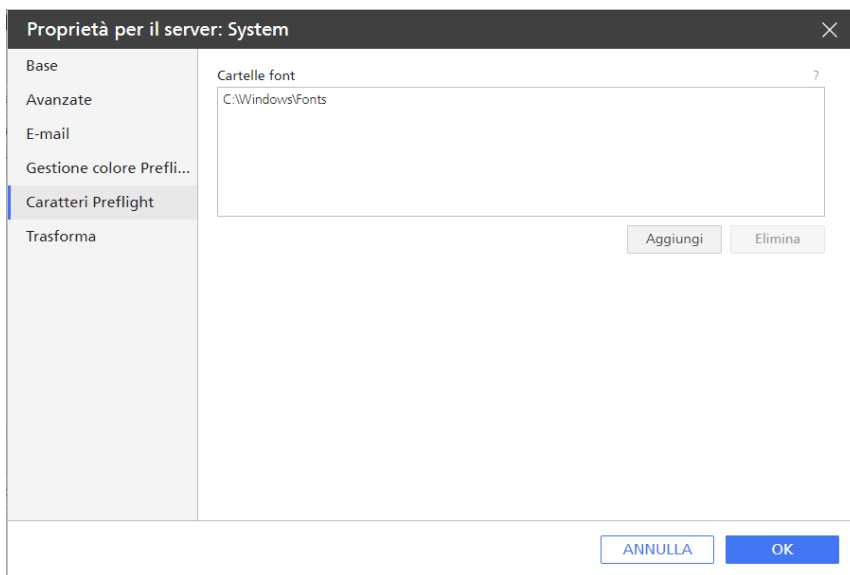 Proprietà per il server: System
Base
Avanzate
E-mail
Gestione colore Prefli...
Caratteri Preflight
Trasforma
Cartelle font
?
C:\Windows\Fonts
Aggiungi
Elimina
ANNULLA
OK